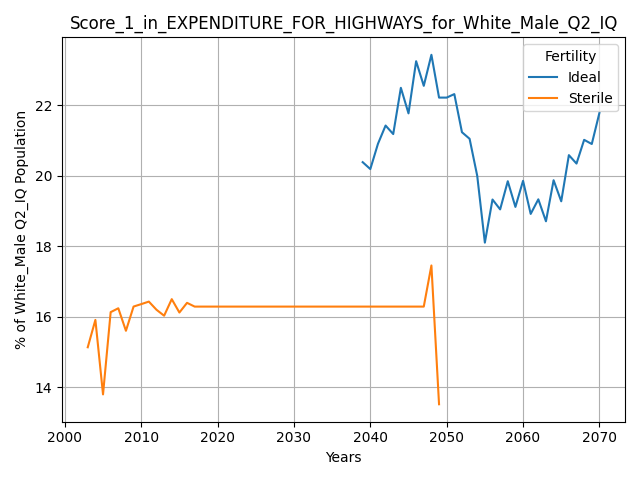 Score_1_in_EXPENDITURE_FOR_HIGHWAYS_for_White_Male_Q2_IQ
Fertility
Ideal
Sterile
% of White_Male Q2_IQ Population
22
20
18
16
14
2000 2010 2020 2030 2040 2050 2060 2070
Years